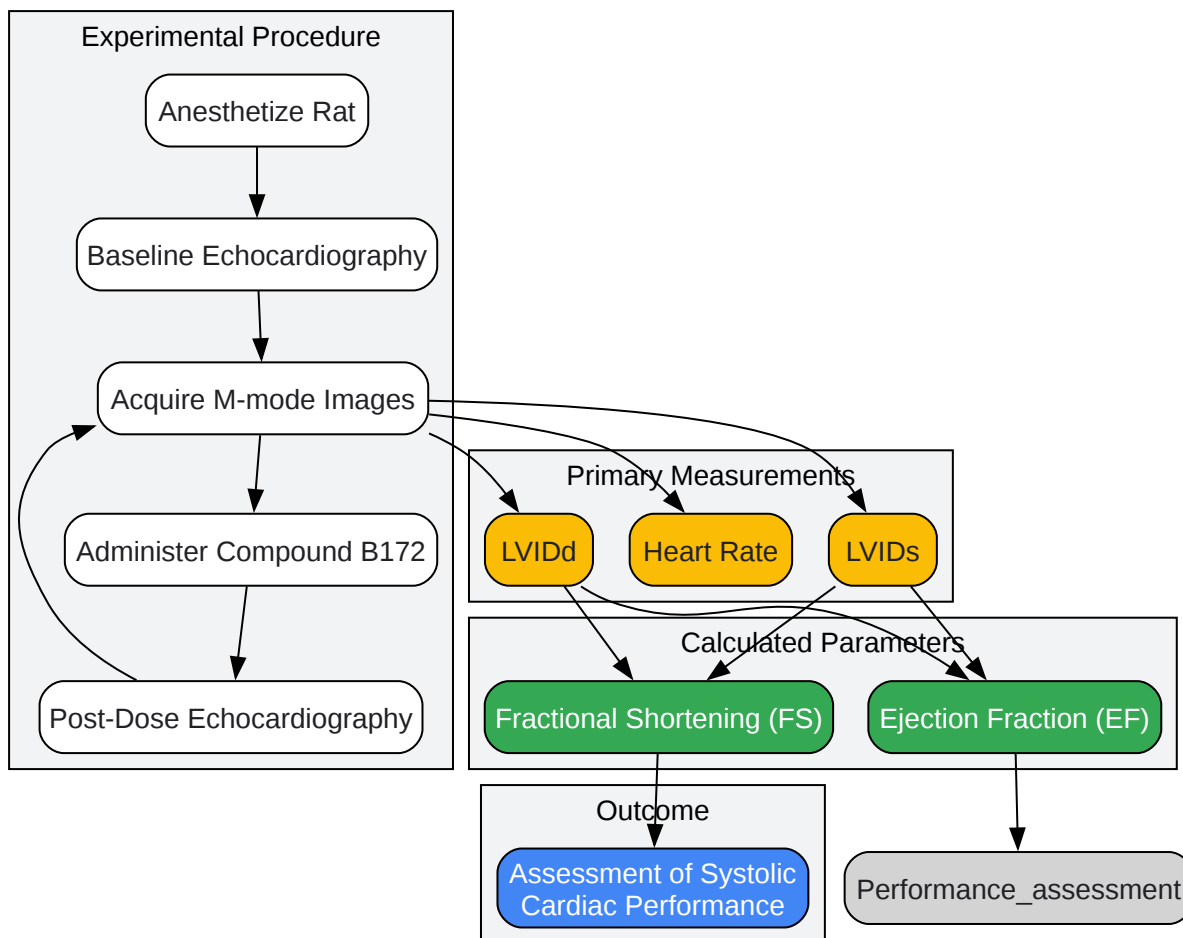 Experimental Procedure
Anesthetize Rat
Baseline Echocardiography
Acquire M-mode Images
Administer Compound B172
Post-Dose Echocardiography
Primary Measurements
LVIDd
Heart Rate
LVIDs
Calculated Parameters
Fractional Shortening (FS)
Ejection Fraction (EF)
Outcome
Assessment of Systolic
Cardiac Performance
Performance_assessment